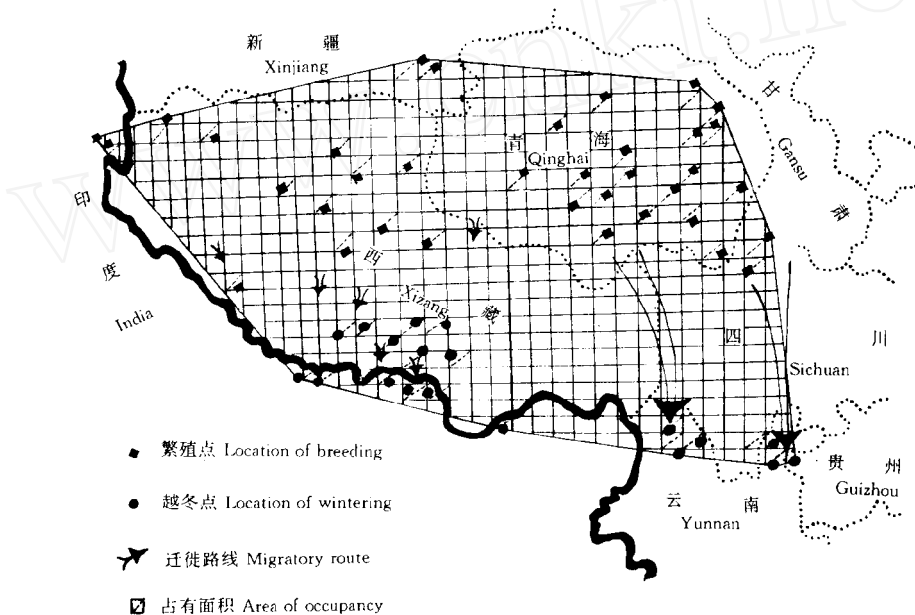 新 疆
Xinjiang
甘
肃
Gansu
青 海
Qinghai
印
度
India
西
藏
Xizang
四 川
Sichuan
贵 州
Guizhou
云 南
Yunnan
繁殖点 Location of breeding
越冬点 Location of wintering
迁徙路线 Migratory route
占有面积 Area of occupancy